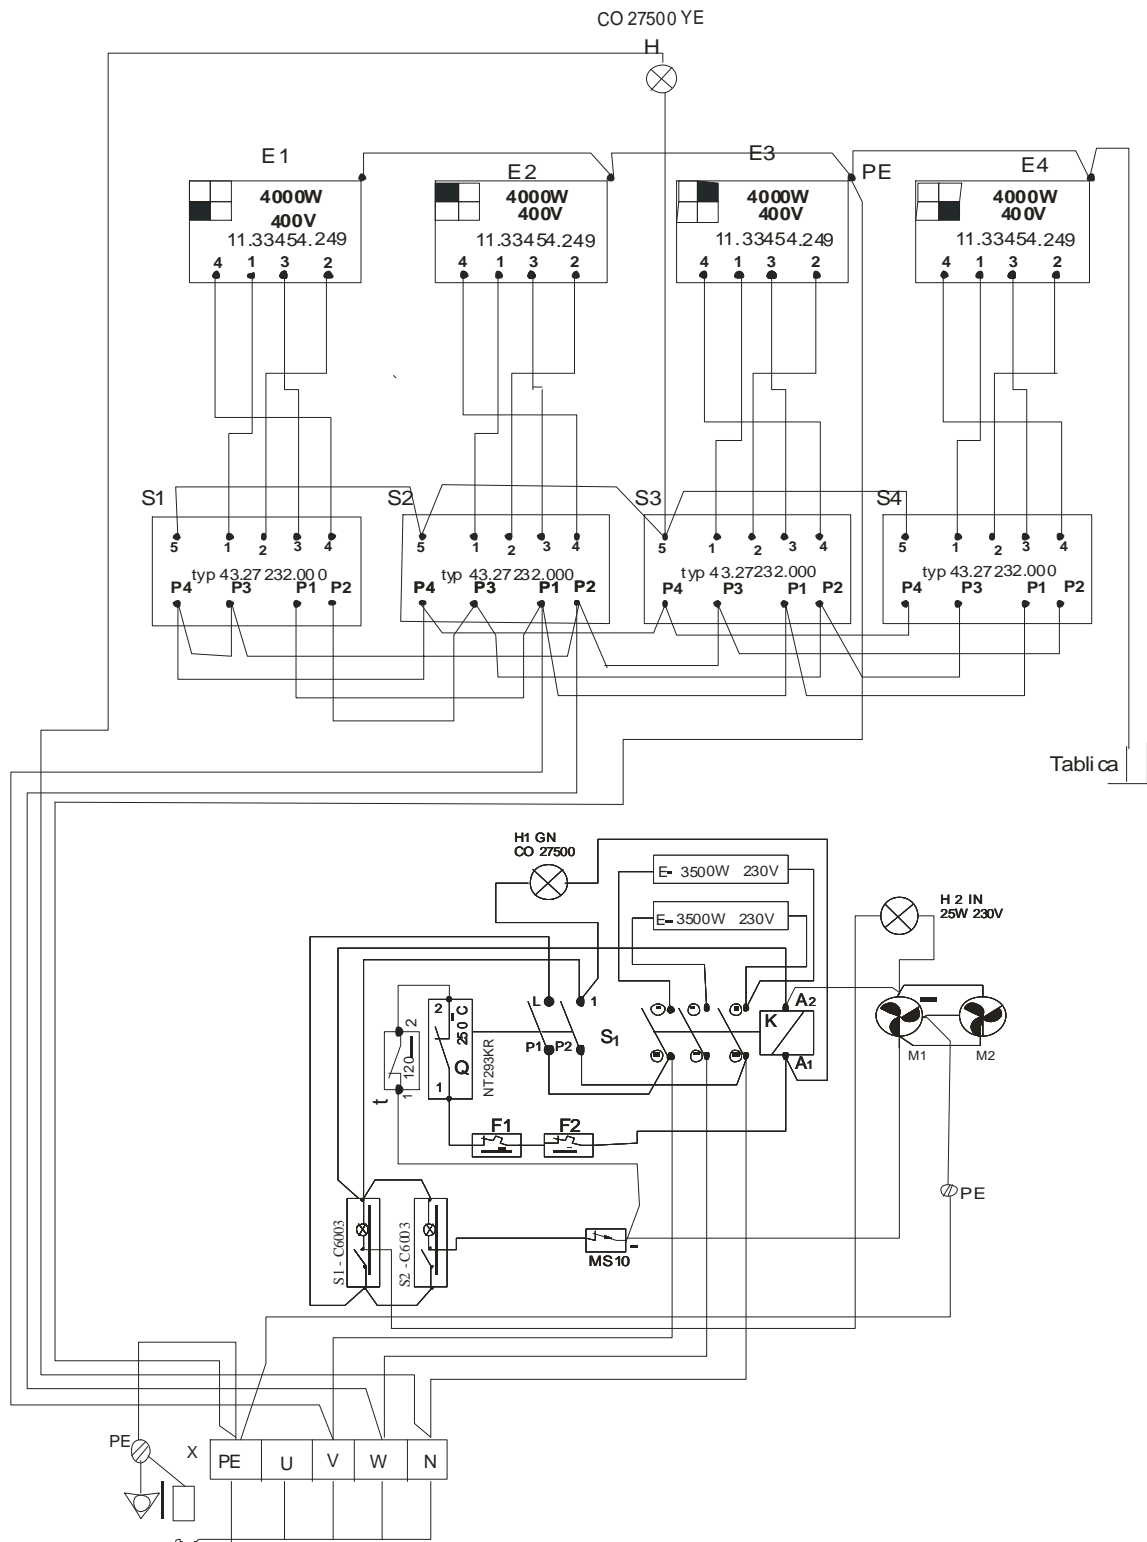 CO 27500 YE
H
E1
E2
E3
PE
E4
4000W
400V
11.33454.249
4 1 3 2
4000W
400V
11.33454.249
4 1 3 2
4000W
400V
11.33454.249
4 1 3 2
4000W
400V
11.33454.249
4 1 3 2
S1
S2
S3
S4
5 1 2 3 4
typ 43.27232.000
P4 P3 P1 P2
5 1 2 3 4
typ 43.27232.000
P4 P3 P1 P2
5 1 2 3 4
typ 43.27232.000
P4 P3 P1 P2
5 1 2 3 4
typ 43.27232.000
P4 P3 P1 P2
Tablica
H1 GN
CO 27500
E- 3500W 230V
E- 3500W 230V
H 2 IN
25W 230V
L 1
P1 P2
S1
K
A2
A1
M1
M2
2
250 C
Q
1
NT293KR
2
120
1
t
F1
F2
PE
S1 - C6003
S2 - C6003
MS10
PE
X
PE U V W N